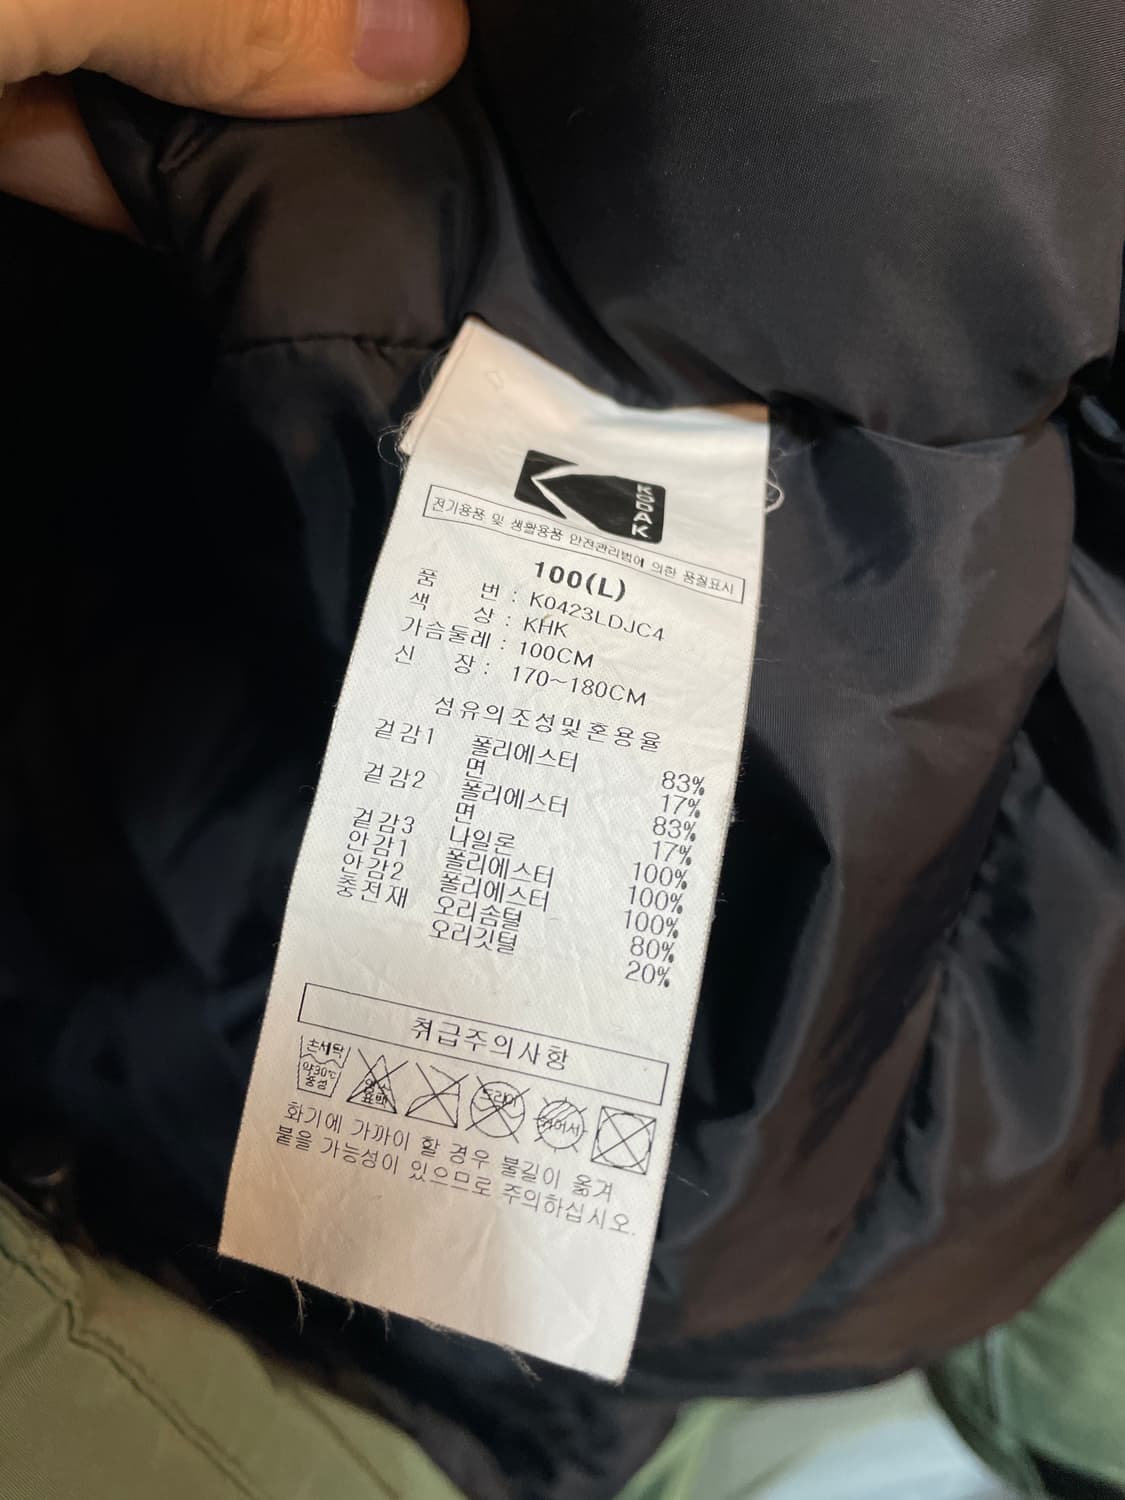 KODAK
전기용품 및 생활용품 안전관리법에 의한 품질표시
100(L)
품 번 : K0423LDJC4
색 상 : KHK
가슴둘레 : 100CM
신 장 : 170~180CM
섬유의조성및혼용율
겉감1 폴리에스터 83%
면 17%
겉감2 폴리에스터 83%
면 17%
겉감3 나일론 100%
안감1 폴리에스터 100%
안감2 폴리에스터 100%
충전재 오리솜털 80%
오리깃털 20%
취급주의사항
손세탁 약30℃ 중성
염소 표백
드라이
화기에 가까이 할 경우 불길이 옮겨
붙을 가능성이 있으므로 주의하십시오.